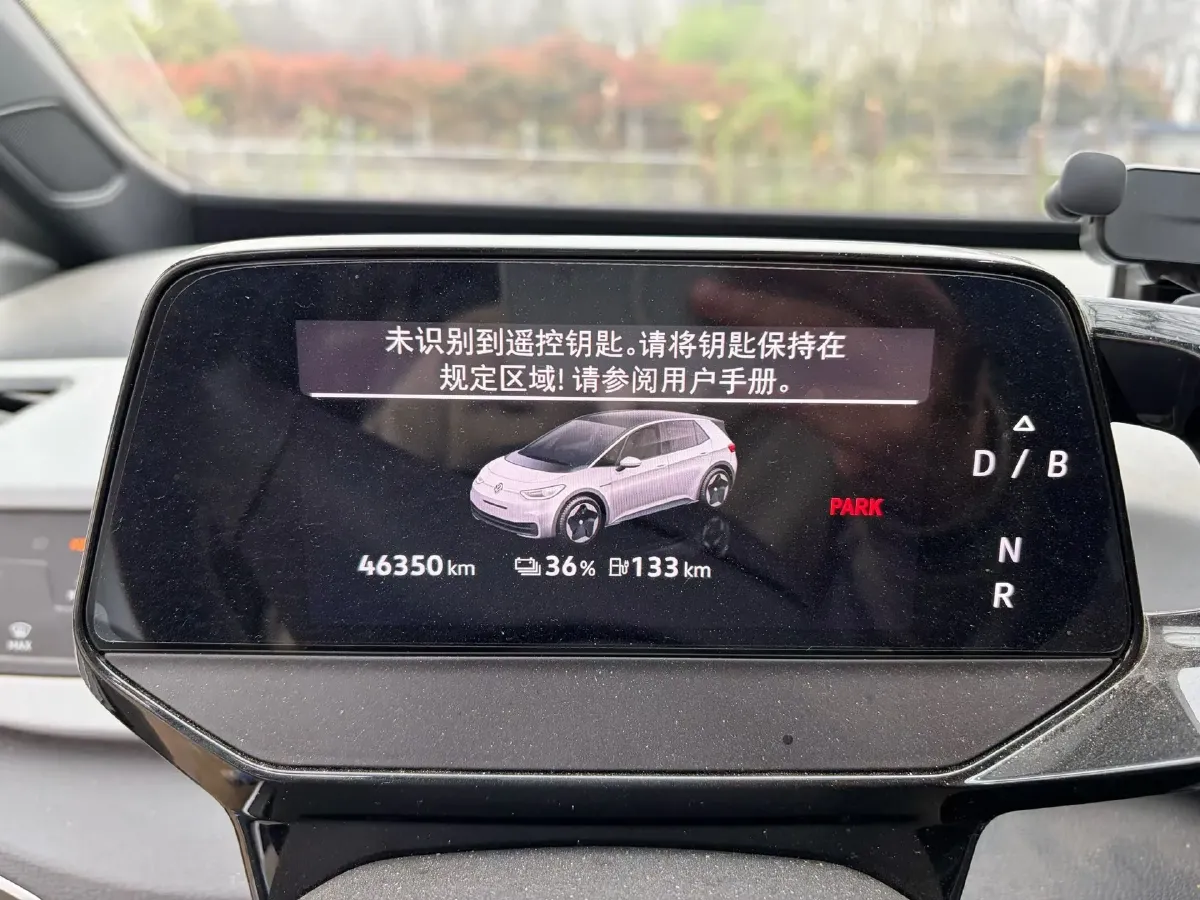 未识别到遥控钥匙。请将钥匙保持在
规定区域!请参阅用户手册。
D / B
PARK
N
R
46350 km 36% 133 km
MAX